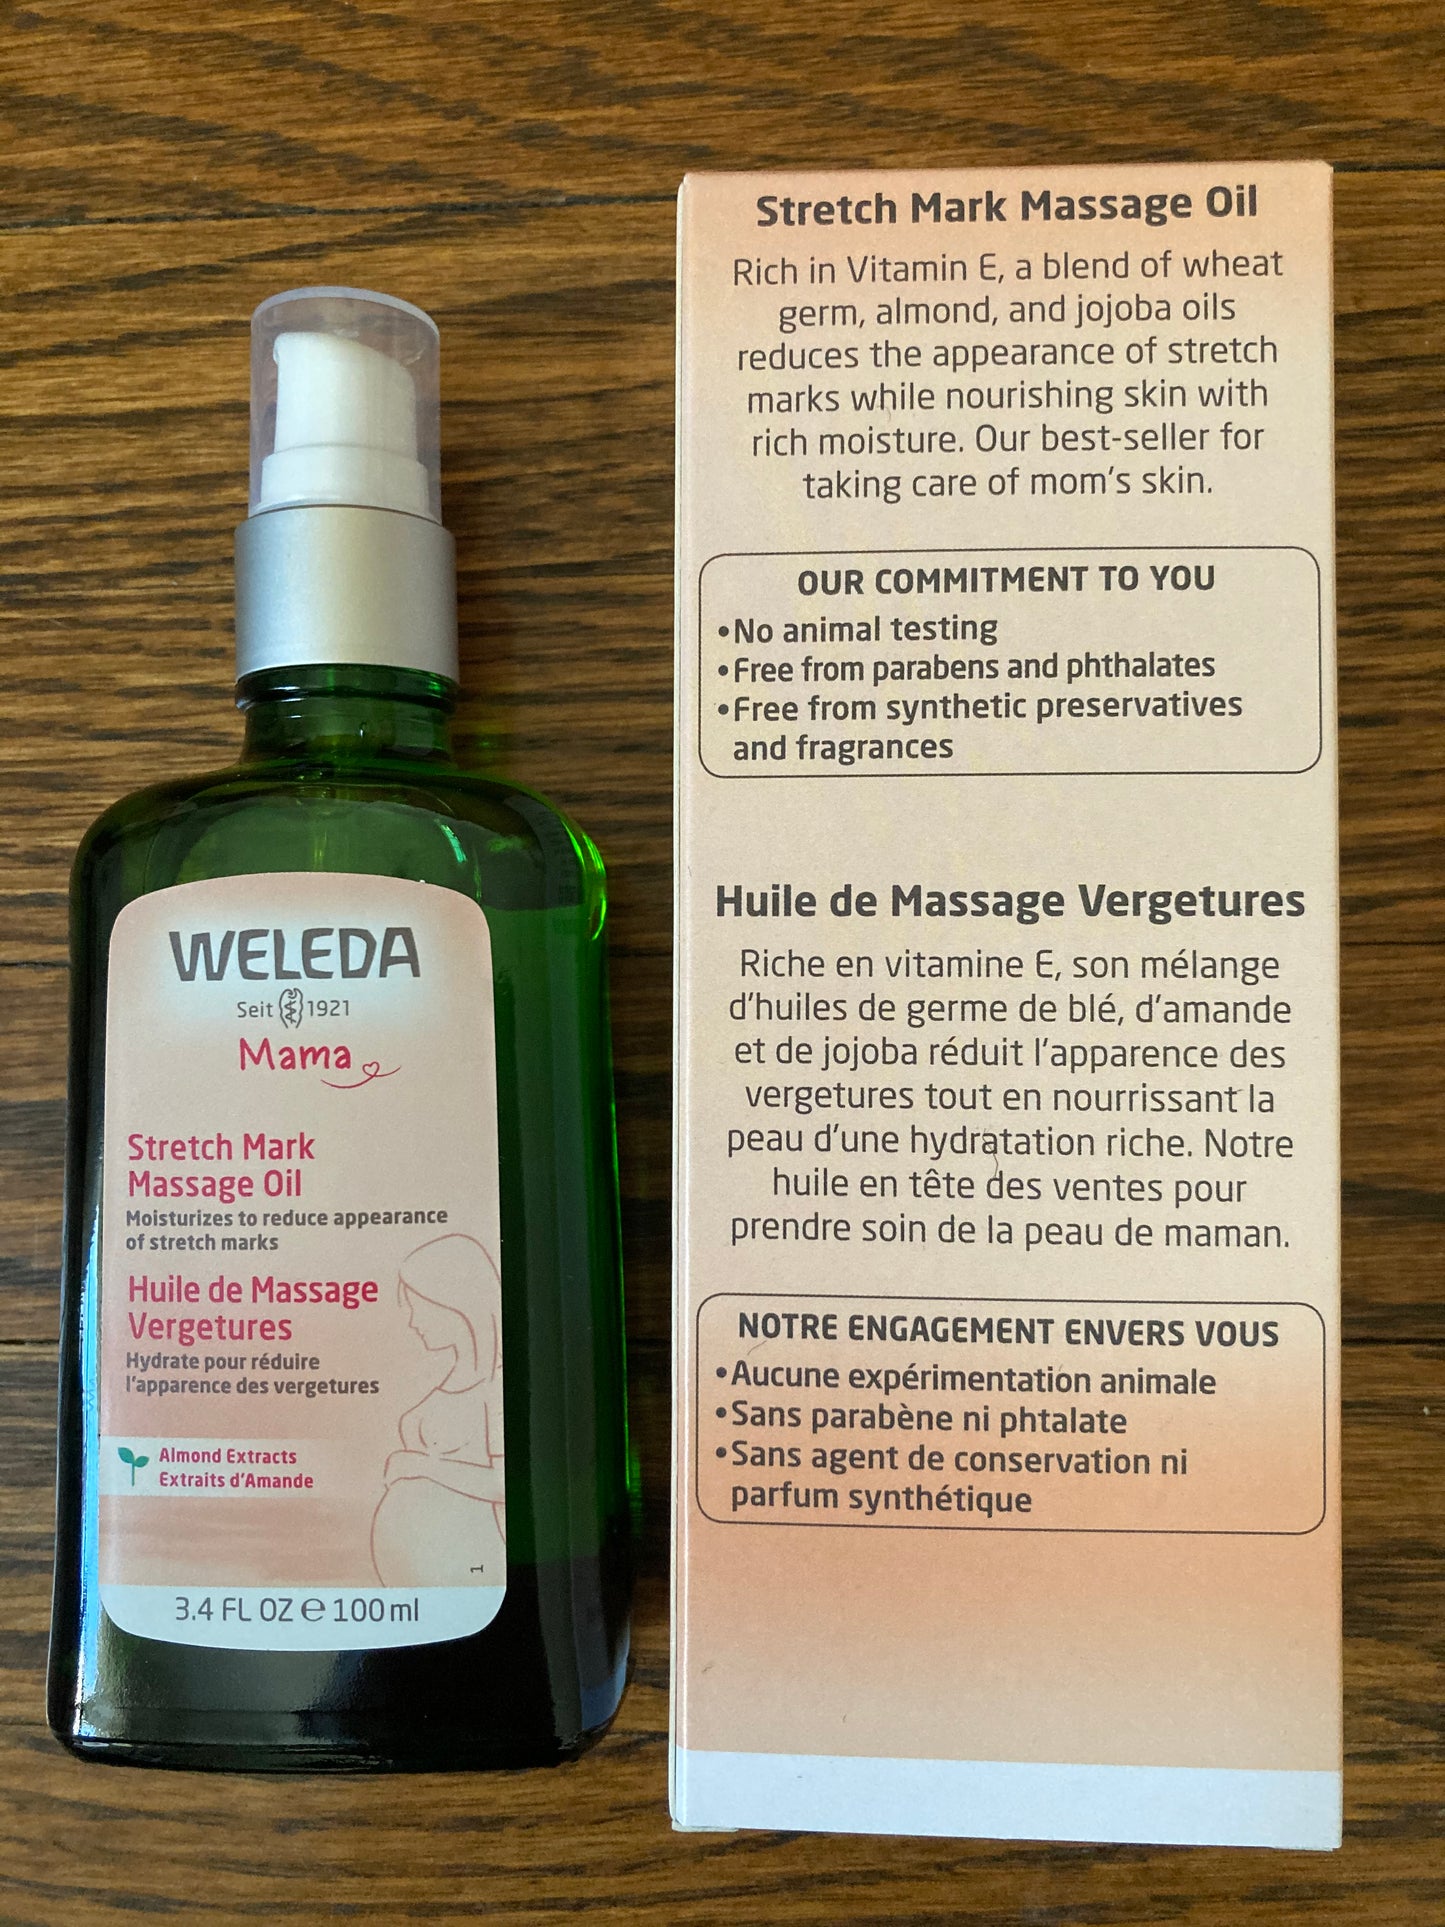 WELEDA
Seit 1921
Mama
Stretch Mark
Massage Oil
Moisturizes to reduce appearance
of stretch marks
Huile de Massage
Vergetures
Hydrate pour réduire
l'apparence des vergetures
Almond Extracts
Extraits d'Amande
1
3.4 FL OZ ℮ 100 ml
Stretch Mark Massage Oil
Rich in Vitamin E, a blend of wheat
germ, almond, and jojoba oils
reduces the appearance of stretch
marks while nourishing skin with
rich moisture. Our best-seller for
taking care of mom's skin.
OUR COMMITMENT TO YOU
•No animal testing
•Free from parabens and phthalates
•Free from synthetic preservatives
and fragrances
Huile de Massage Vergetures
Riche en vitamine E, son mélange
d'huiles de germe de blé, d'amande
et de jojoba réduit l'apparence des
vergetures tout en nourrissant la
peau d'une hydratation riche. Notre
huile en tête des ventes pour
prendre soin de la peau de maman.
NOTRE ENGAGEMENT ENVERS VOUS
•Aucune expérimentation animale
•Sans parabène ni phtalate
•Sans agent de conservation ni
parfum synthétique